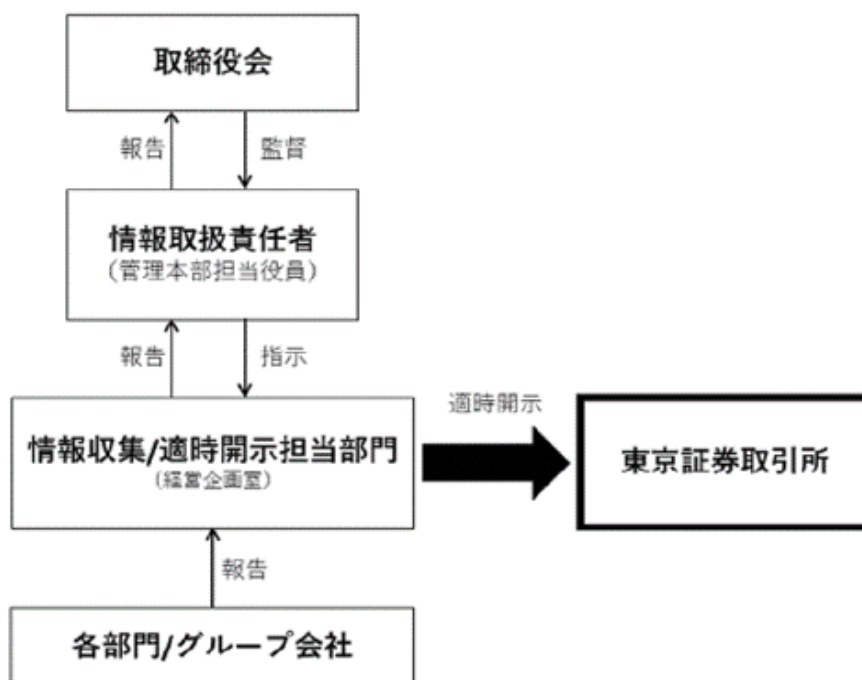 取締役会
報告
監督
情報取扱責任者
(管理本部担当役員)
報告
指示
適時開示
情報収集/適時開示担当部門
(経営企画室)
東京証券取引所
報告
各部門/グループ会社